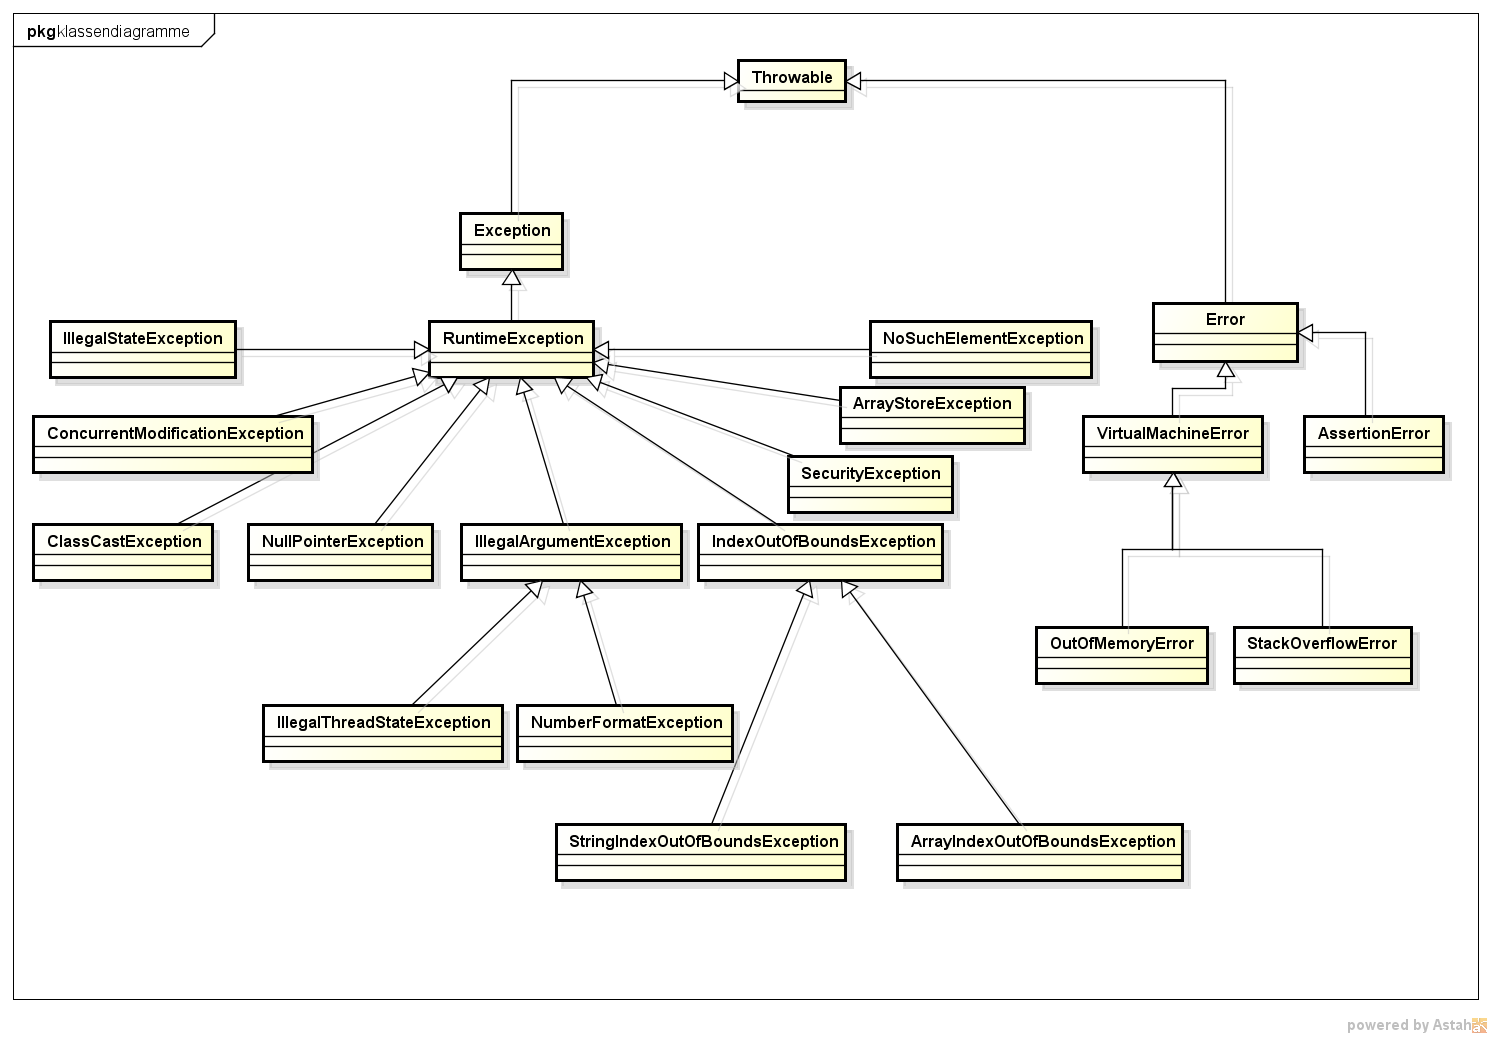 pkg klassendiagramme
Throwable
Exception
Error
IllegalStateException
RuntimeException
NoSuchElementException
ArrayStoreException
ConcurrentModificationException
VirtualMachineError
AssertionError
SecurityException
ClassCastException
NullPointerException
IllegalArgumentException
IndexOutOfBoundsException
OutOfMemoryError
StackOverflowError
IllegalThreadStateException
NumberFormatException
StringIndexOutOfBoundsException
ArrayIndexOutOfBoundsException
powered by Astah